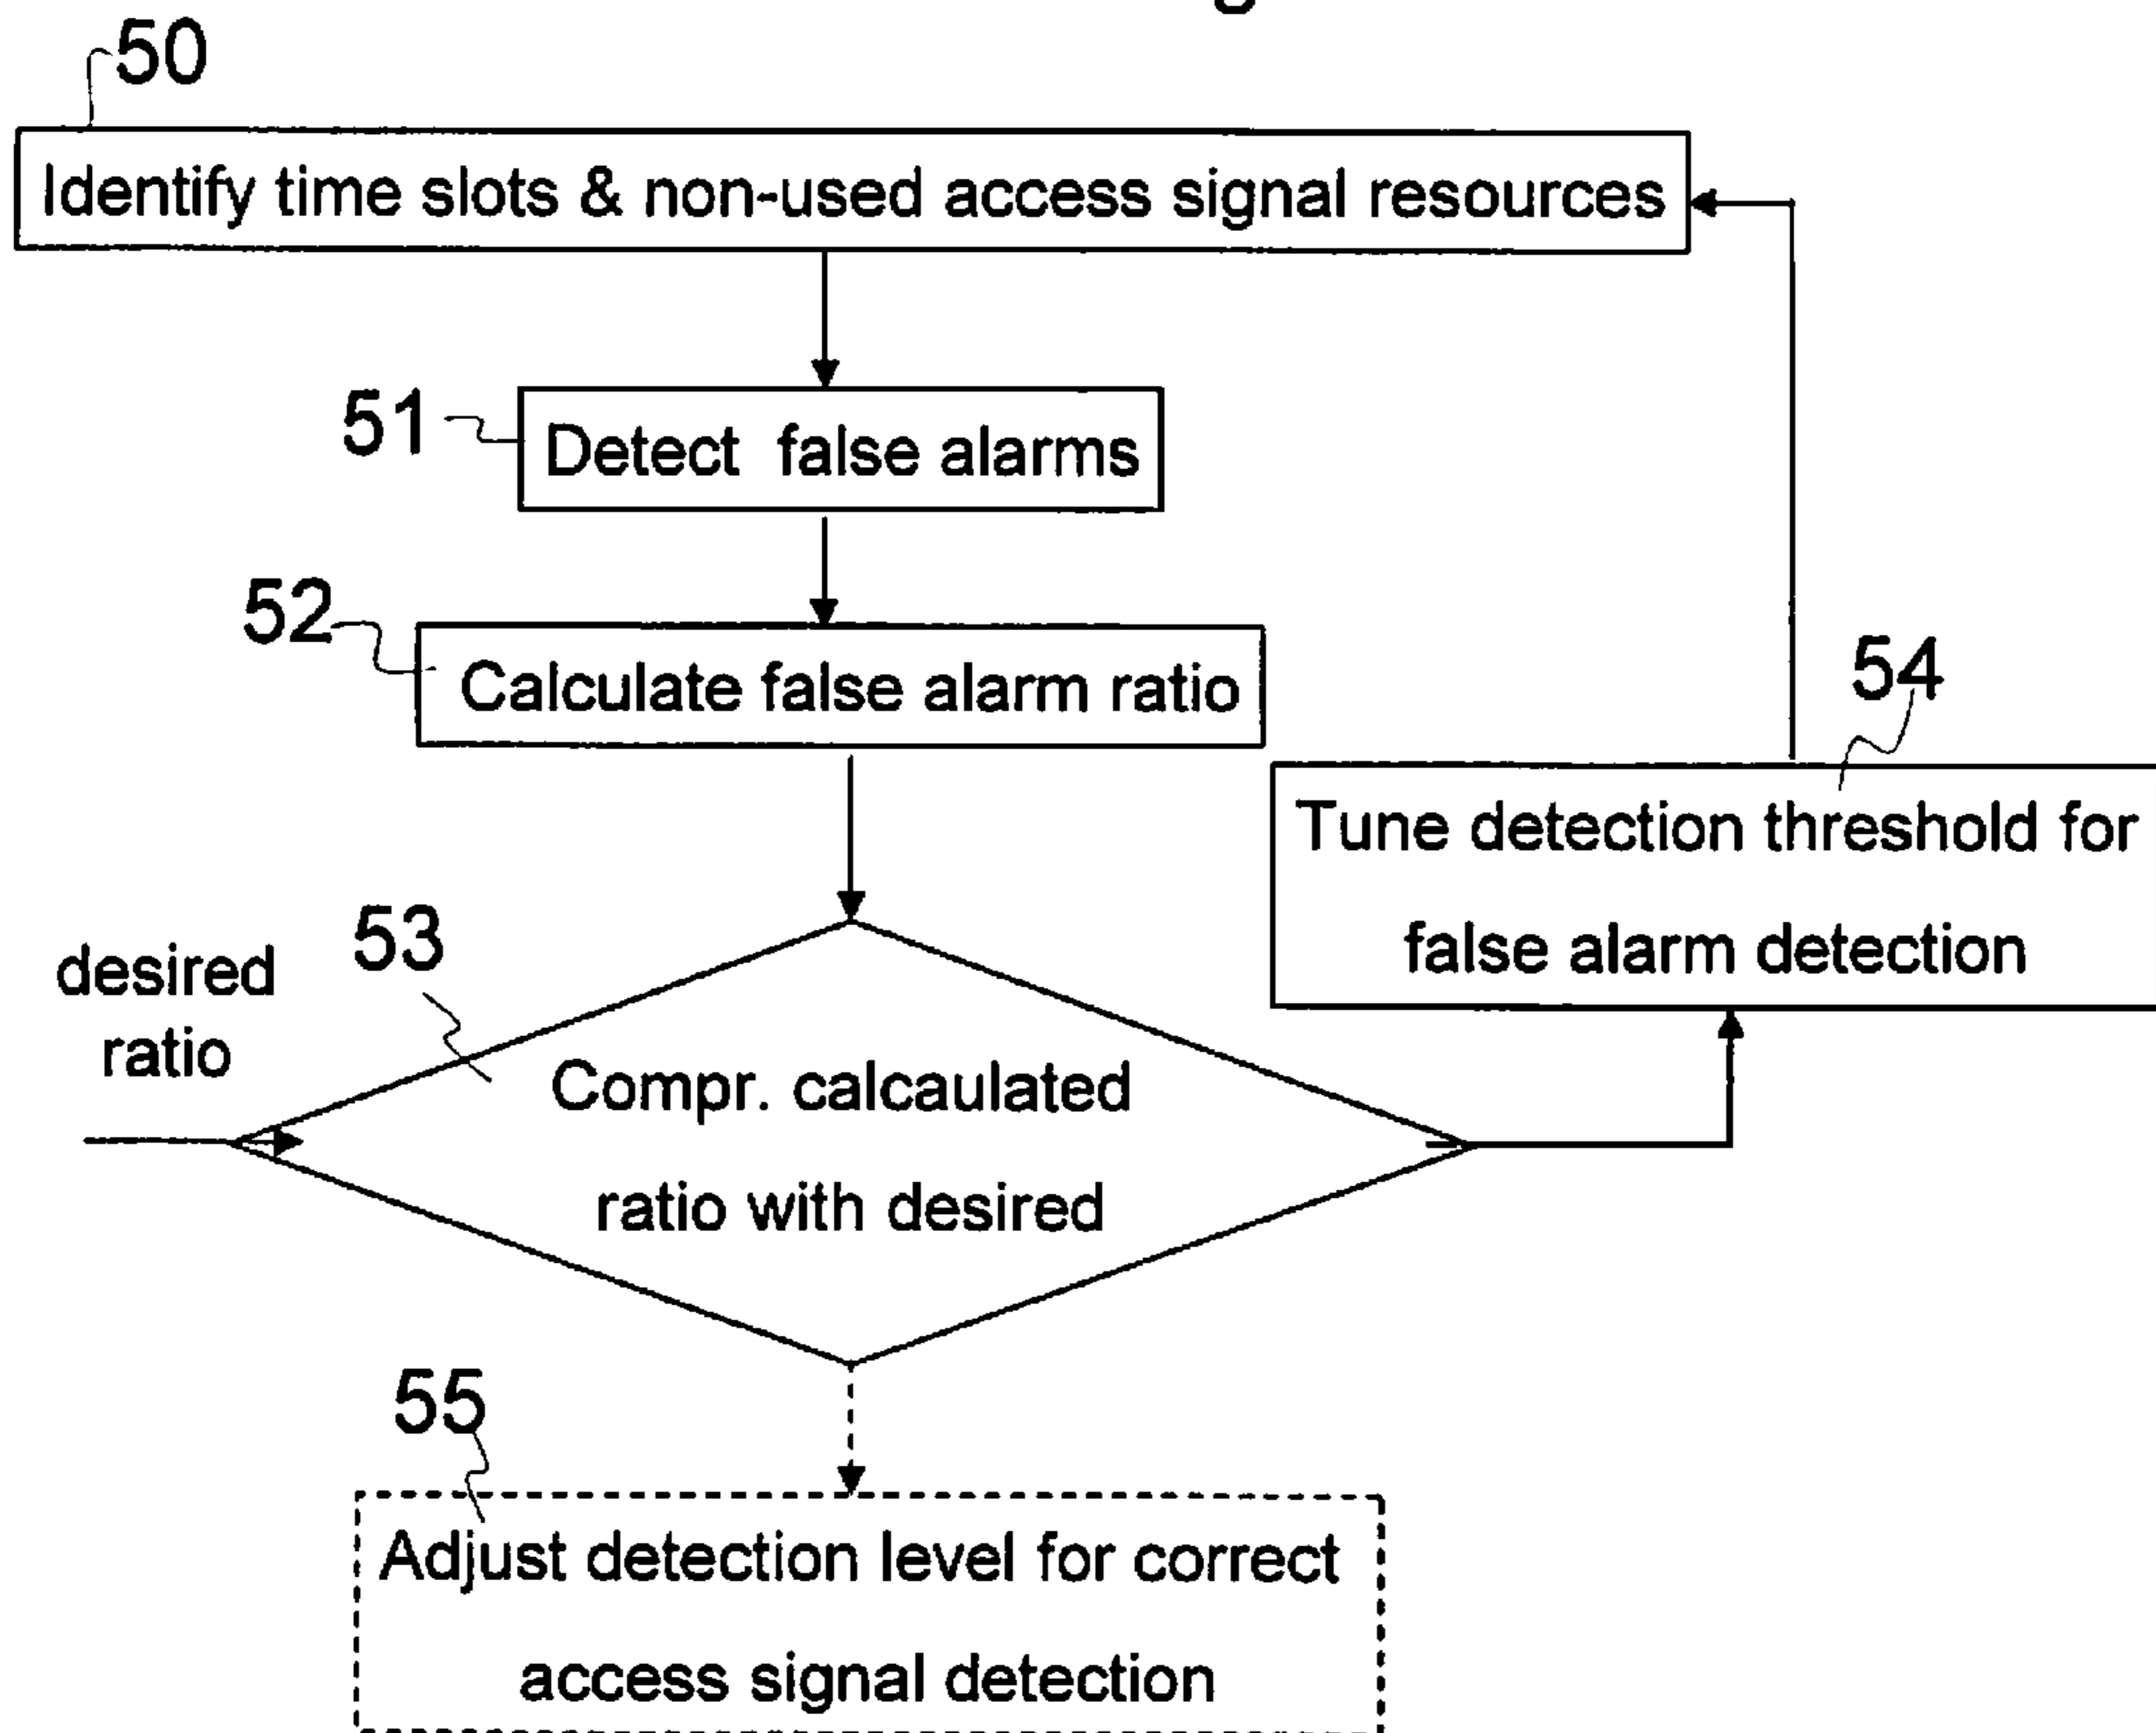 50
Identify time slots & non-used access signal resources
51
Detect false alarms
52
Calculate false alarm ratio
54
Tune detection threshold for
false alarm detection
53
desired
ratio
Compr. calcaulated
ratio with desired
55
Adjust detection level for correct
access signal detection